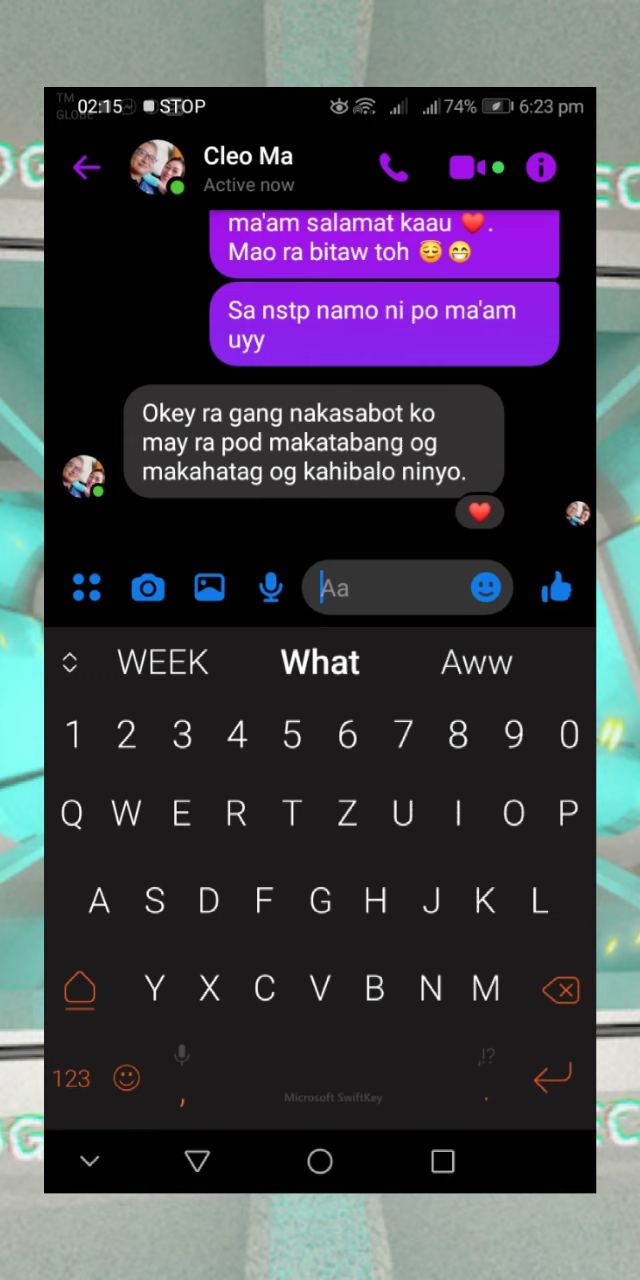 TM
GLOBE
02:15 STOP 74% 6:23 pm
Cleo Ma
Active now
ma'am salamat kaau ❤️.
Mao ra bitaw toh 😇 😁
Sa nstp namo ni po ma'am
uyy
Okey ra gang nakasabot ko
may ra pod makatabang og
makahatag og kahibalo ninyo.
❤️
Aa
WEEK What Aww
1 2 3 4 5 6 7 8 9 0
Q W E R T Z U I O P
A S D F G H J K L
Y X C V B N M
,!?
123 , Microsoft SwiftKey .